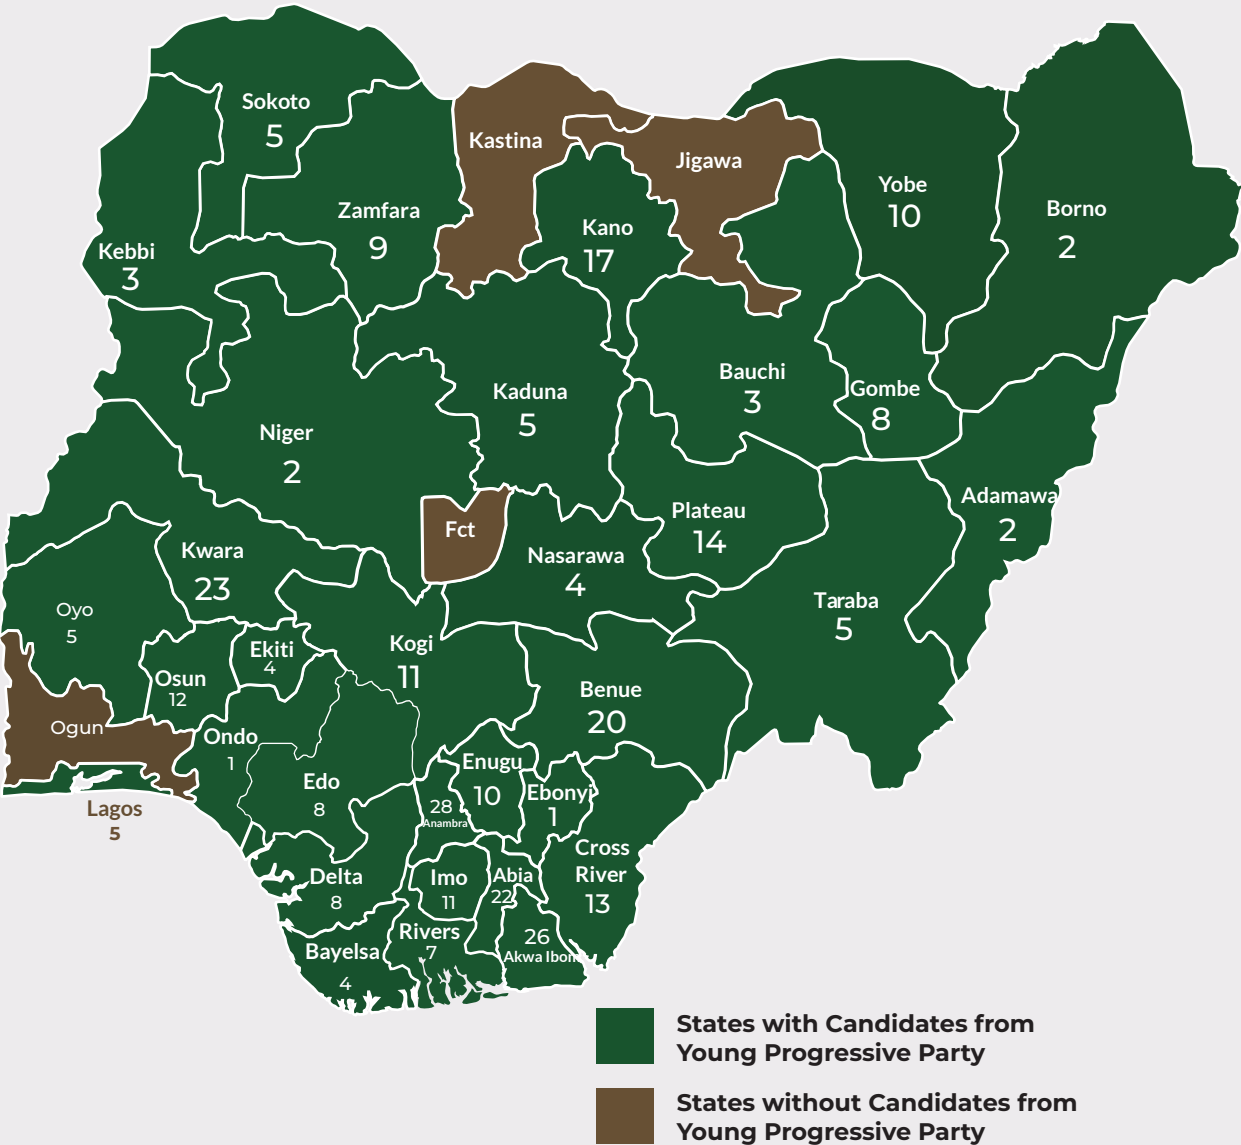 Sokoto
5
Kastina
Jigawa
Yobe
10
Borno
2
Zamfara
9
Kano
17
Kebbi
3
Bauchi
3
Gombe
8
Kaduna
5
Niger
2
Adamawa
2
Plateau
14
Fct
Nasarawa
4
Kwara
23
Taraba
5
Oyo
5
Kogi
11
Ekiti
4
Osun
12
Benue
20
Ogun
Ondo
1
Enugu
10
Edo
8
Ebonyi
1
28
Anambra
Lagos
5
Cross
River
13
Delta
8
Imo
11
Abia
22
Rivers
7
26
Akwa Ibom
Bayelsa
4
States with Candidates from
Young Progressive Party
States without Candidates from
Young Progressive Party